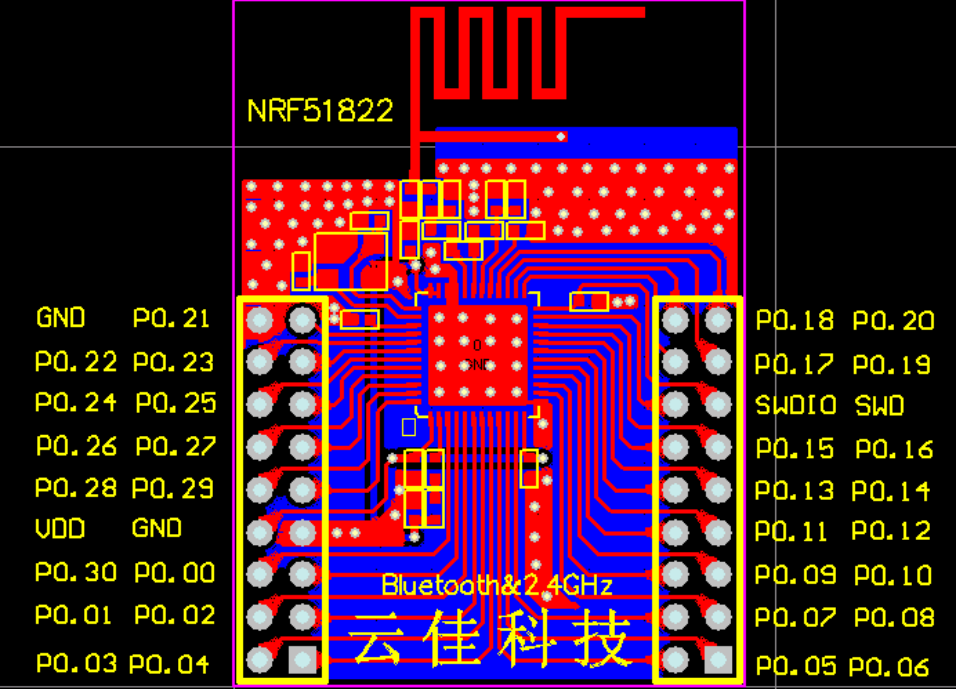 NRF51822
GND P0.21 P0.18 P0.20
P0.22 P0.23 P0.17 P0.19
P0.24 P0.25 SWDIO SWD
P0.26 P0.27 P0.15 P0.16
P0.28 P0.29 P0.13 P0.14
VDD GND P0.11 P0.12
P0.30 P0.00 P0.09 P0.10
P0.01 P0.02 P0.07 P0.08
P0.03 P0.04 P0.05 P0.06
0
GND
Bluetooth&2.4GHz
云佳科技